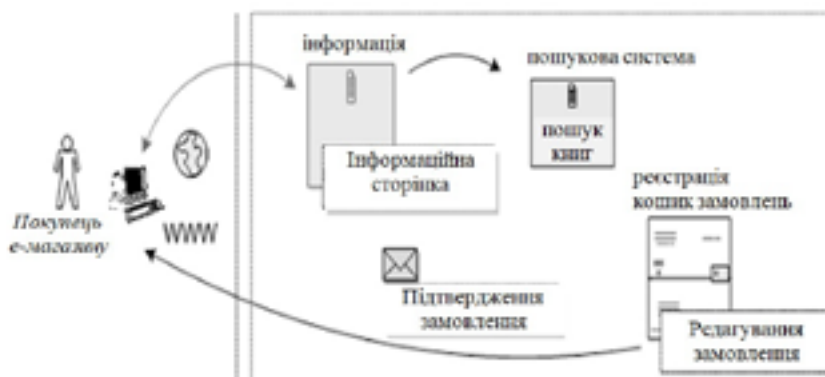 інформація
пошукова система
пошук
книг
Інформаційна
сторінка
реєстрація
кошик замовлень
Покупець
е-магазину
WWW
Підтвердження
замовлення
Редагування
замовлення